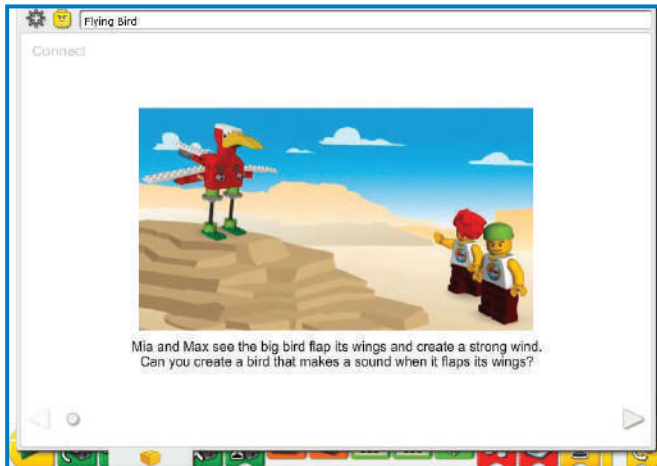 Flying Bird
Connect
Mia and Max see the big bird flap its wings and create a strong wind.
Can you create a bird that makes a sound when it flaps its wings?